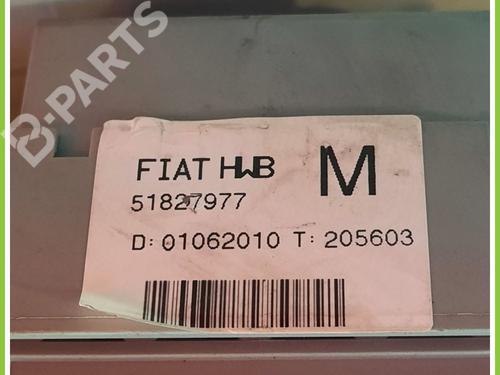 B-PARTS
FIAT HWB M
51827977
D: 01062010 T: 205603